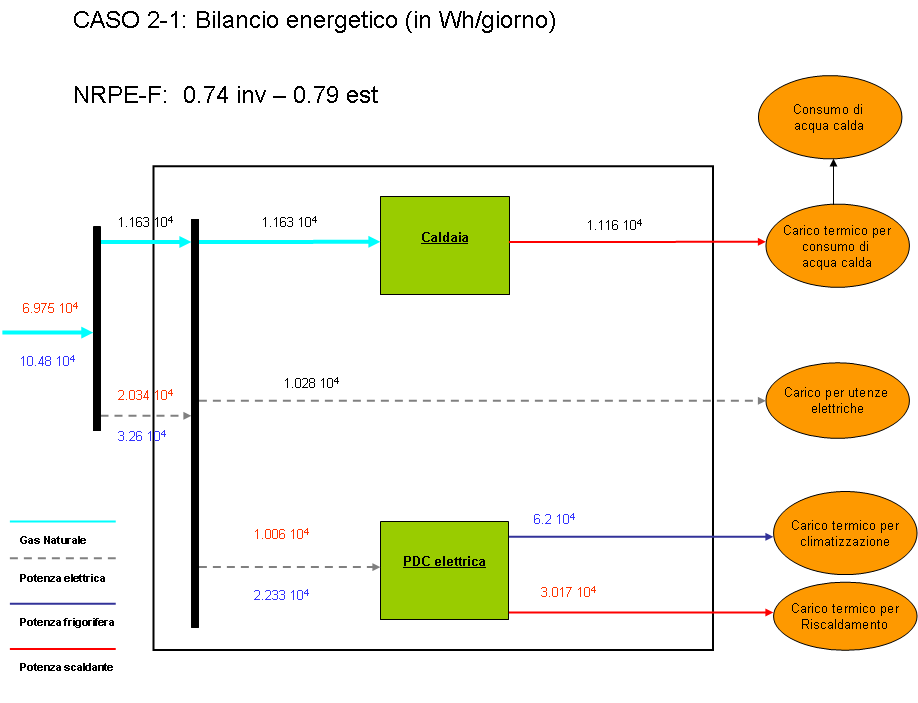 CASO 2-1: Bilancio energetico (in Wh/giorno)
NRPE-F: 0.74 inv – 0.79 est
Consumo di
acqua calda
1.163 10⁴
1.163 10⁴
Caldaia
1.116 10⁴
Carico termico per
consumo di
acqua calda
6.975 10⁴
10.48 10⁴
2.034 10⁴
3.26 10⁴
1.028 10⁴
Carico per utenze
elettriche
1.006 10⁴
2.233 10⁴
PDC elettrica
6.2 10⁴
3.017 10⁴
Carico termico per
climatizzazione
Carico termico per
Riscaldamento
Gas Naturale
Potenza elettrica
Potenza frigorifera
Potenza scaldante